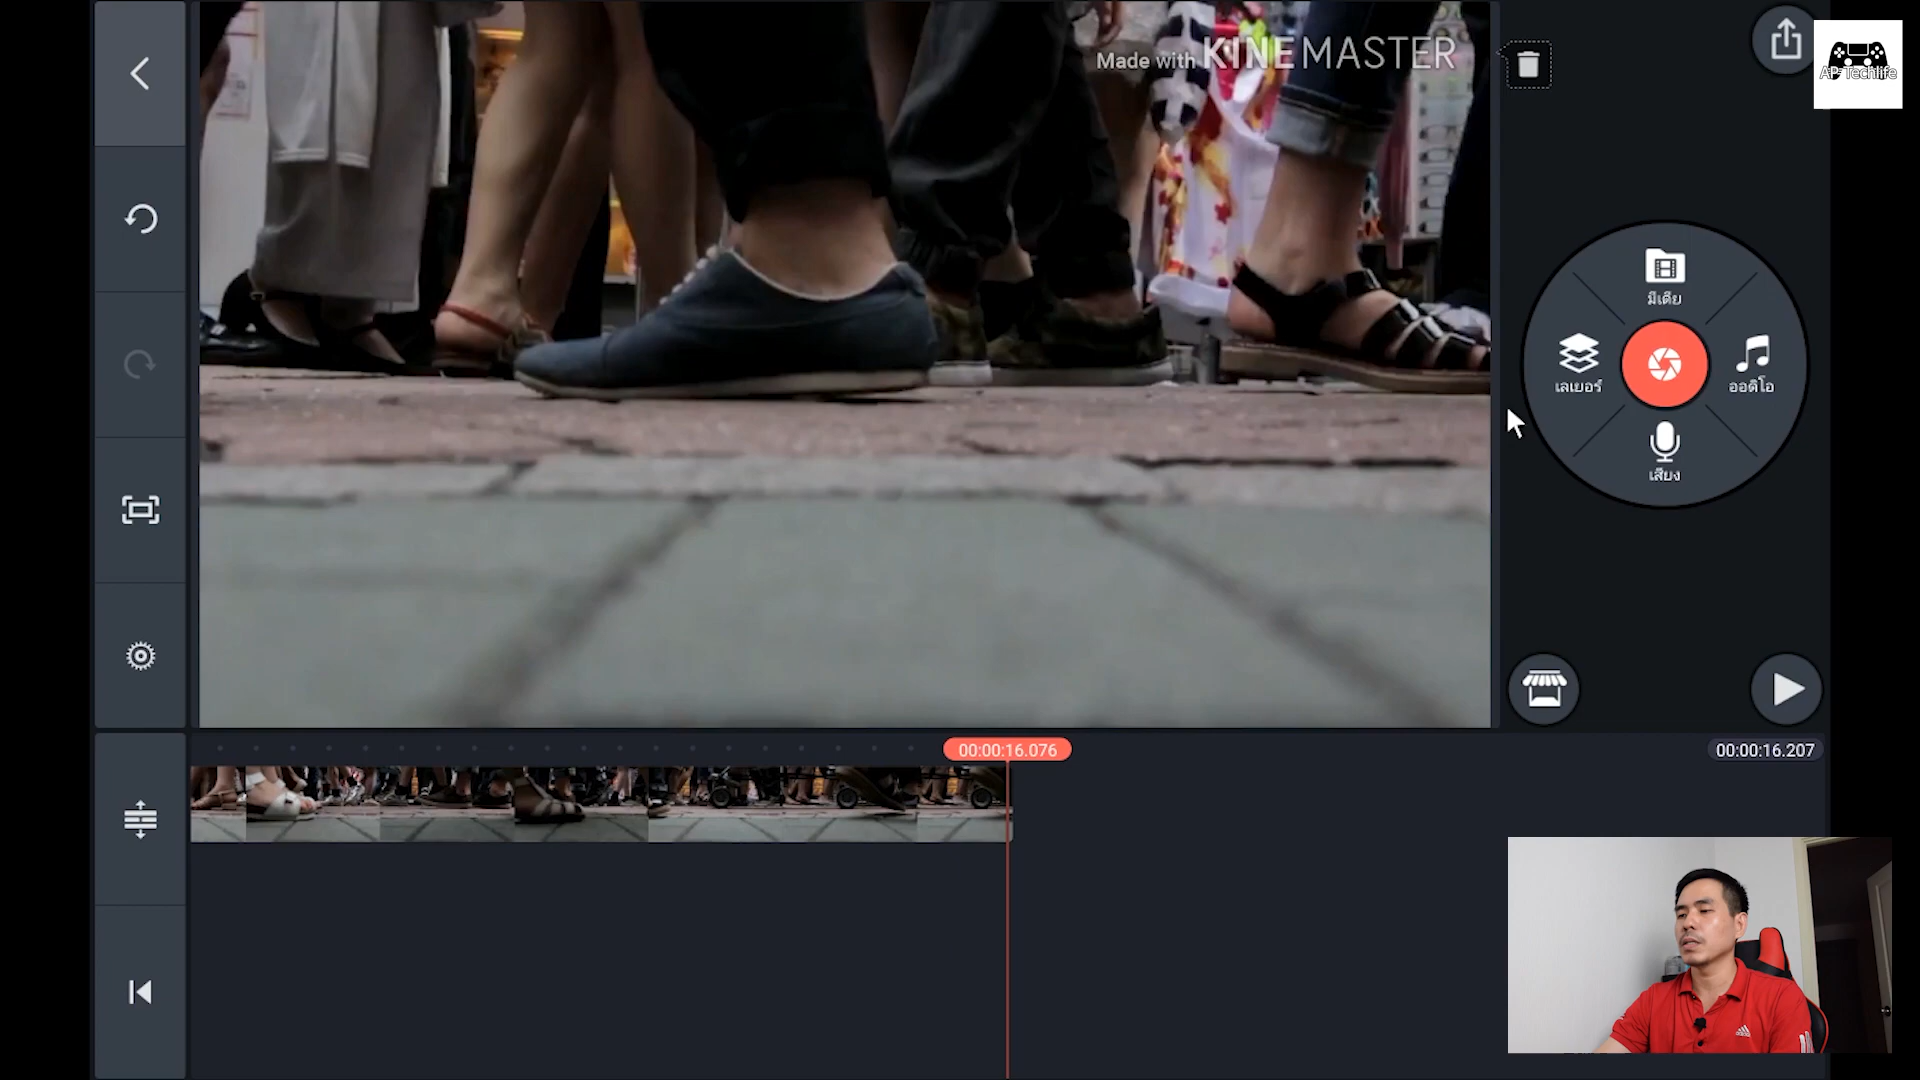 Made with KINEMASTER
AP-Techlife
มีเดีย
เลเยอร์
ออดิโอ
เสียง
00:00:16.076
00:00:16.207